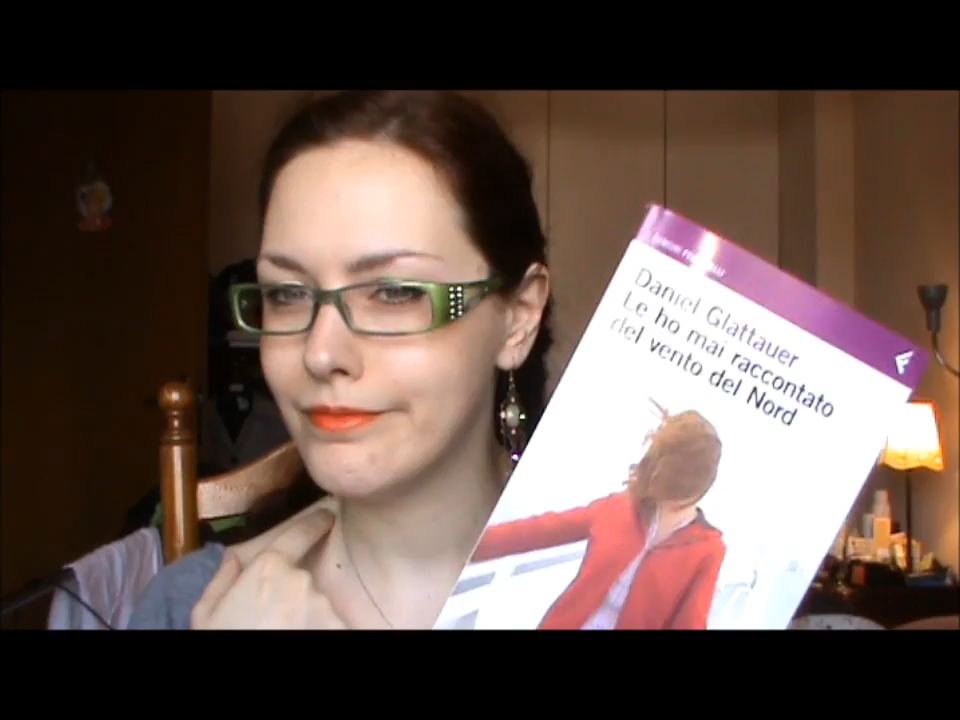 Daniel Glattauer
Le ho mai raccontato
del vento del Nord